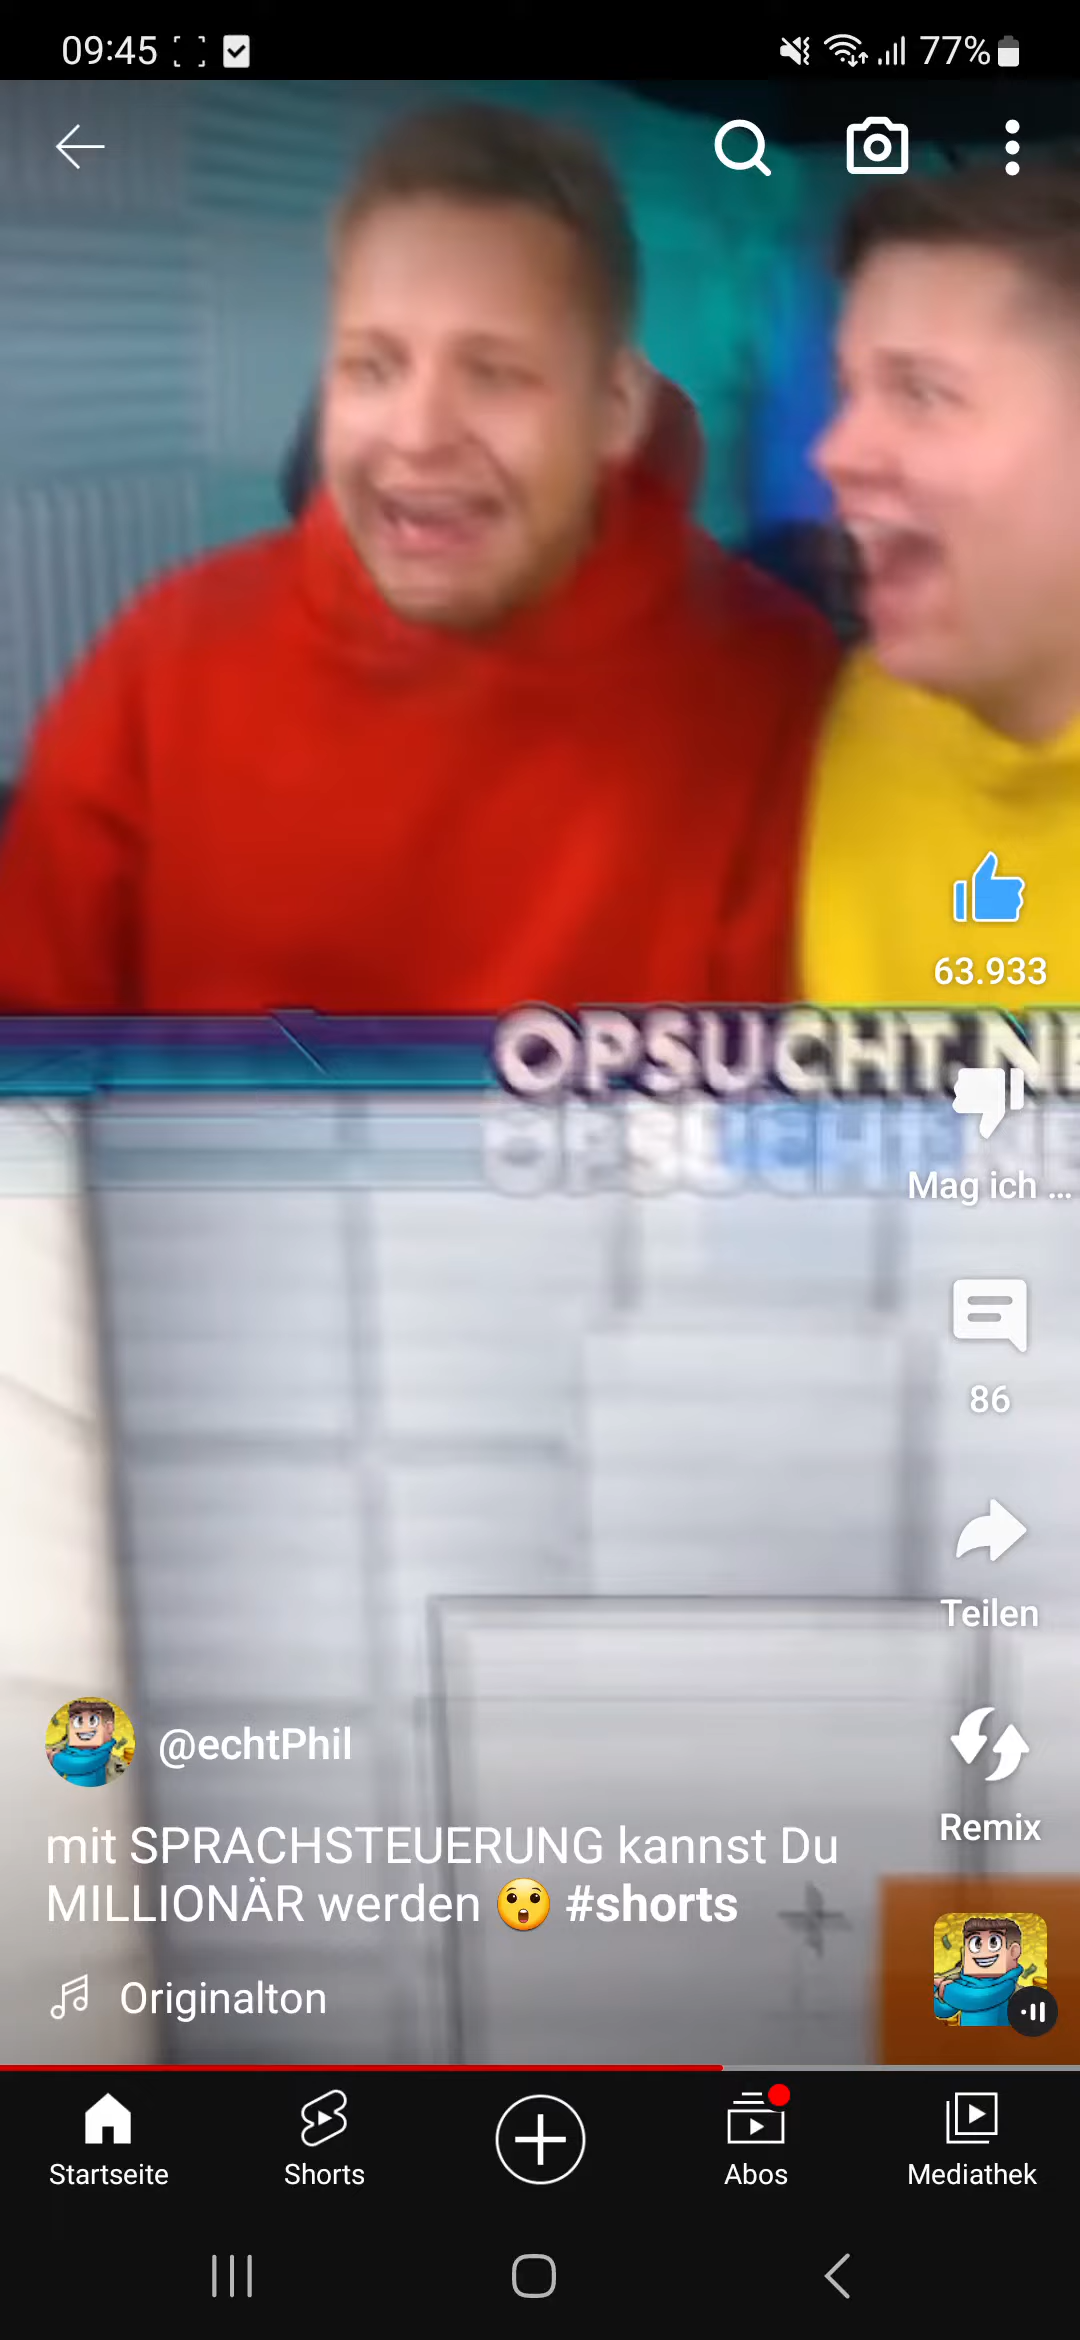 09:45
77%
63.933
OPSUCHT.NE
Mag ich ...
86
Teilen
@echtPhil
Remix
mit SPRACHSTEUERUNG kannst Du
MILLIONÄR werden 😲 #shorts
Originalton
Startseite
Shorts
Abos
Mediathek